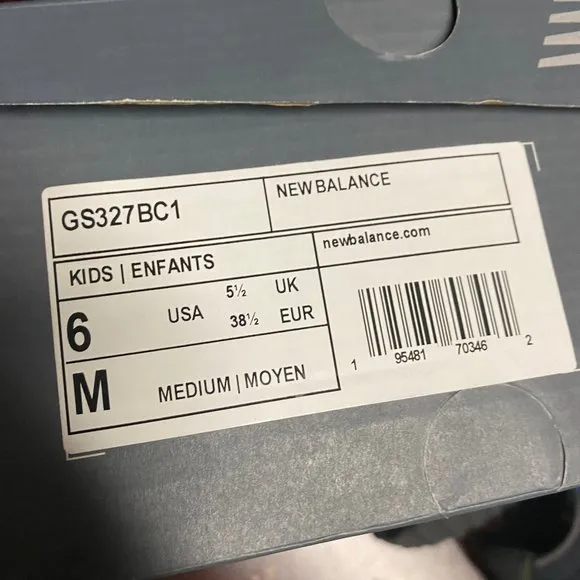 GS327BC1
NEW BALANCE
KIDS | ENFANTS
newbalance.com
6 USA 5½ UK
38½ EUR
M MEDIUM | MOYEN
1 95481 70346 2